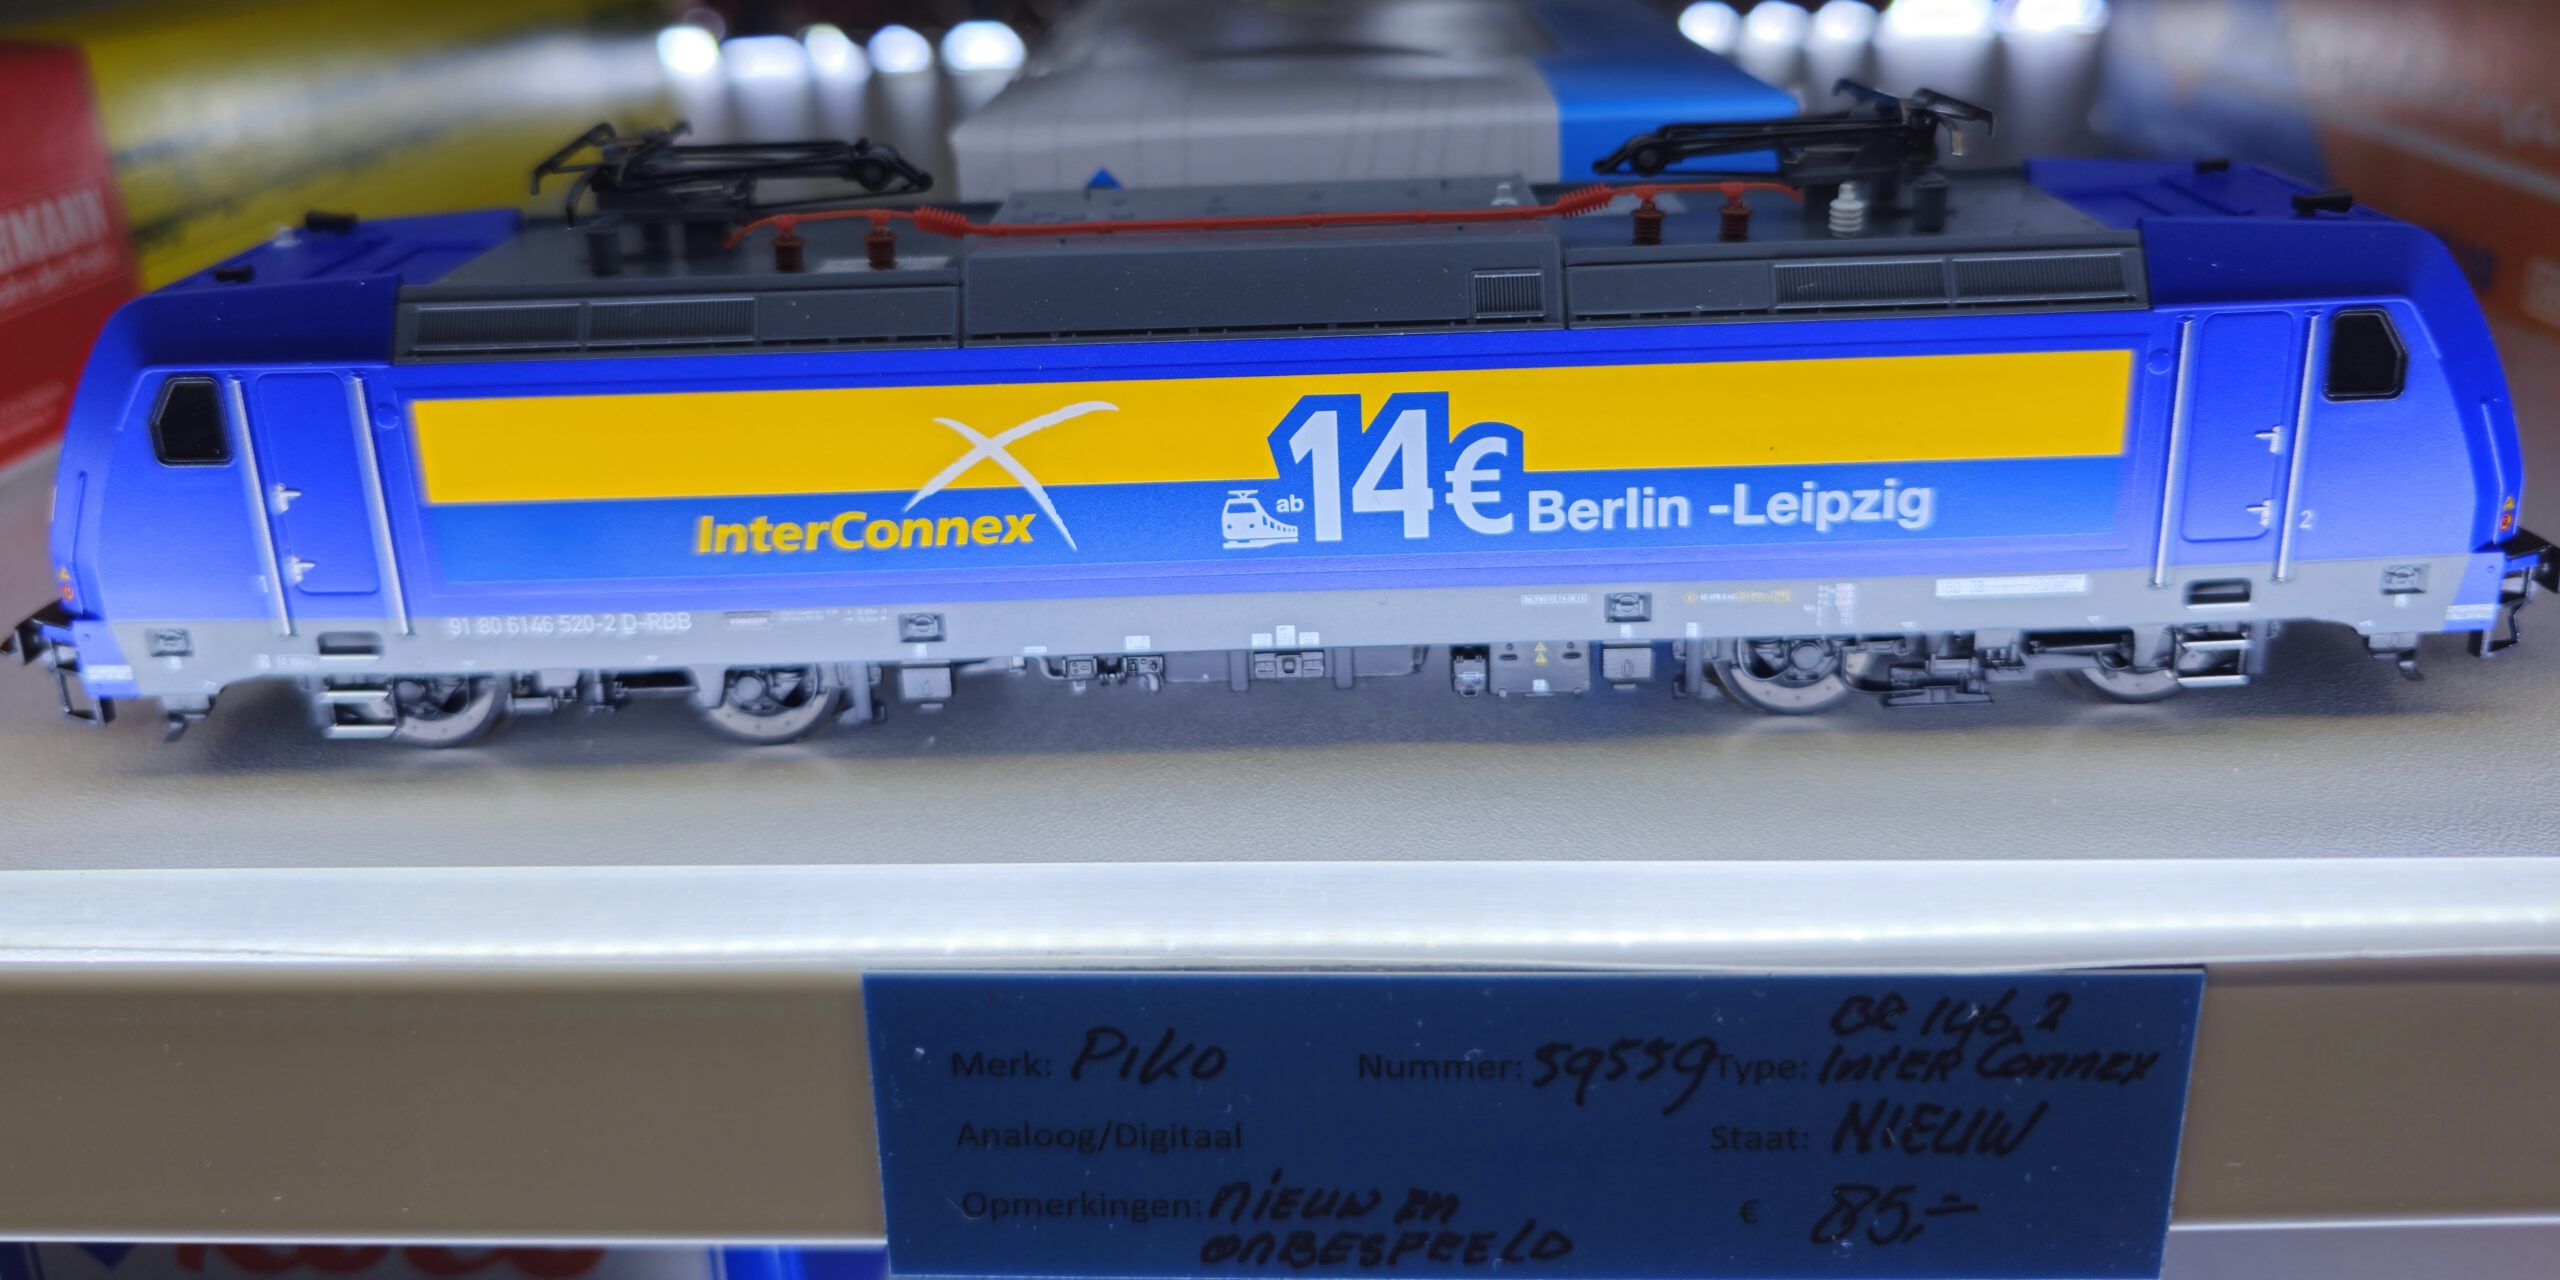 InterConnex
ab 14€ Berlin -Leipzig
2
91 80 6146 520-2 D-RBB
Merk: PIKO Nummer: 59559 Type: BR 146.2
INTER Connex
Analoog/Digitaal Staat: NIEUW
Opmerkingen: NIEUW EN
ONBESPEELD
€ 85,-